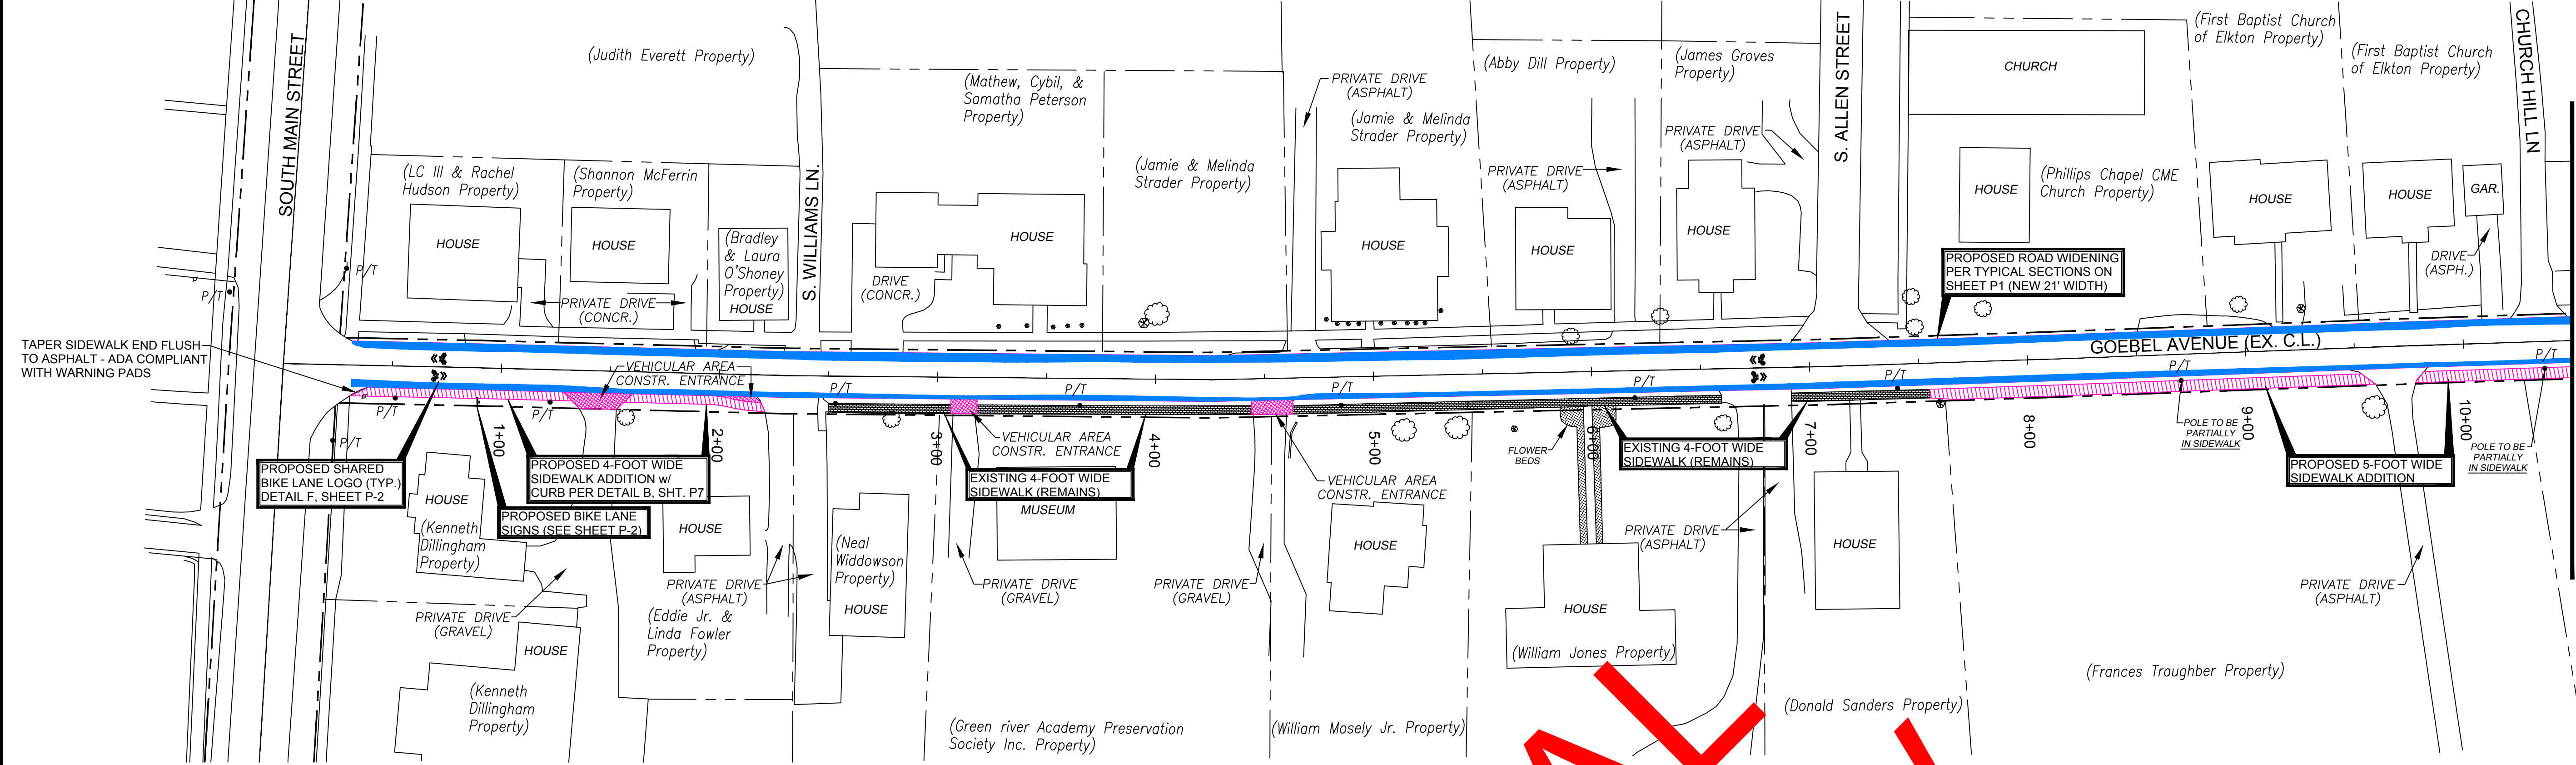 (Judith Everett Property)
SOUTH MAIN STREET
(LC III & Rachel
Hudson Property)
(Shannon McFerrin
Property)
(Bradley
& Laura
O'Shoney
Property)
HOUSE
HOUSE
HOUSE
PRIVATE DRIVE
(CONCR.)
P/T
P/T
S. WILLIAMS LN.
(Mathew, Cybil, &
Samatha Peterson
Property)
HOUSE
DRIVE
(CONCR.)
(Jamie & Melinda
Strader Property)
PRIVATE DRIVE
(ASPHALT)
(Jamie & Melinda
Strader Property)
HOUSE
(Abby Dill Property)
PRIVATE DRIVE
(ASPHALT)
HOUSE
(James Groves
Property)
PRIVATE DRIVE
(ASPHALT)
HOUSE
S. ALLEN STREET
CHURCH
HOUSE
(Phillips Chapel CME
Church Property)
(First Baptist Church
of Elkton Property)
(First Baptist Church
of Elkton Property)
HOUSE
HOUSE
GAR.
DRIVE
(ASPH.)
CHURCH HILL LN
PROPOSED ROAD WIDENING
PER TYPICAL SECTIONS ON
SHEET P1 (NEW 21' WIDTH)
GOEBEL AVENUE (EX. C.L.)
TAPER SIDEWALK END FLUSH
TO ASPHALT - ADA COMPLIANT
WITH WARNING PADS
VEHICULAR AREA
CONSTR. ENTRANCE
P/T
P/T
P/T
P/T
P/T
P/T
P/T
P/T
P/T
P/T
1+00
2+00
3+00
4+00
5+00
6+00
7+00
8+00
9+00
10+00
PROPOSED SHARED
BIKE LANE LOGO (TYP.)
DETAIL F, SHEET P-2
PROPOSED 4-FOOT WIDE
SIDEWALK ADDITION w/
CURB PER DETAIL B, SHT. P7
PROPOSED BIKE LANE
SIGNS (SEE SHEET P-2)
VEHICULAR AREA
CONSTR. ENTRANCE
EXISTING 4-FOOT WIDE
SIDEWALK (REMAINS)
MUSEUM
VEHICULAR AREA
CONSTR. ENTRANCE
FLOWER
BEDS
EXISTING 4-FOOT WIDE
SIDEWALK (REMAINS)
POLE TO BE
PARTIALLY
IN SIDEWALK
PROPOSED 5-FOOT WIDE
SIDEWALK ADDITION
POLE TO BE
PARTIALLY
IN SIDEWALK
HOUSE
(Kenneth
Dillingham
Property)
HOUSE
PRIVATE DRIVE
(ASPHALT)
PRIVATE DRIVE
(GRAVEL)
(Eddie Jr. &
Linda Fowler
Property)
HOUSE
(Kenneth
Dillingham
Property)
(Neal
Widdowson
Property)
HOUSE
PRIVATE DRIVE
(GRAVEL)
PRIVATE DRIVE
(GRAVEL)
(Green river Academy Preservation
Society Inc. Property)
HOUSE
(William Mosely Jr. Property)
HOUSE
(William Jones Property)
PRIVATE DRIVE
(ASPHALT)
HOUSE
(Donald Sanders Property)
(Frances Traughber Property)
PRIVATE DRIVE
(ASPHALT)